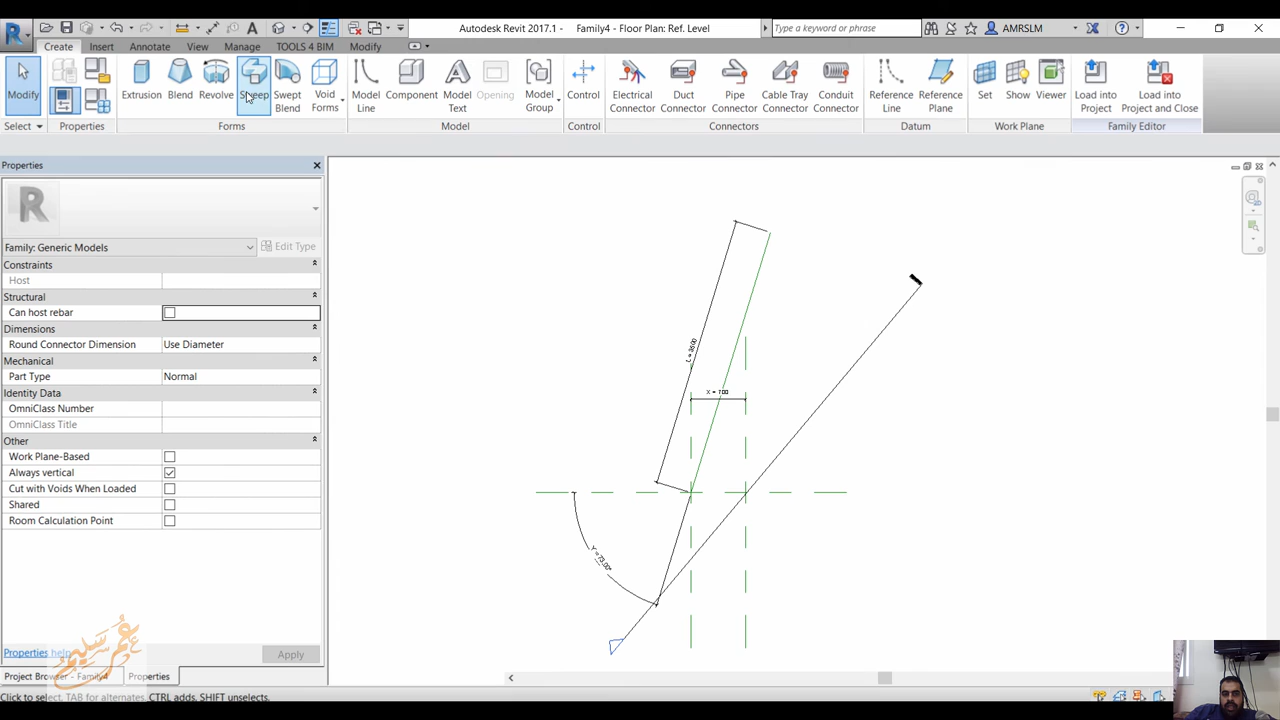 Autodesk Revit 2017.1 - Family4 - Floor Plan: Ref. Level
Type a keyword or phrase
AMRSLM
Create Insert Annotate View Manage TOOLS 4 BIM Modify
Modify Extrusion Blend Revolve Sweep Swept Blend Void Forms Model Line Component Model Text Opening Model Group Control Electrical Connector Duct Connector Pipe Connector Cable Tray Connector Conduit Connector Reference Line Reference Plane Set Show Viewer Load into Project Load into Project and Close
Select Properties Forms Model Control Connectors Datum Work Plane Family Editor
Properties
Family: Generic Models Edit Type
Constraints
Host
Structural
Can host rebar
Dimensions
Round Connector Dimension Use Diameter
Mechanical
Part Type Normal
Identity Data
OmniClass Number
OmniClass Title
Other
Work Plane-Based
Always vertical
Cut with Voids When Loaded
Shared
Room Calculation Point
L = 3600
X = 700
Y = 73.00°
عمر سليم
Properties help Apply
Project Browser - Family4 Properties
Click to select, TAB for alternates, CTRL adds, SHIFT unselects.